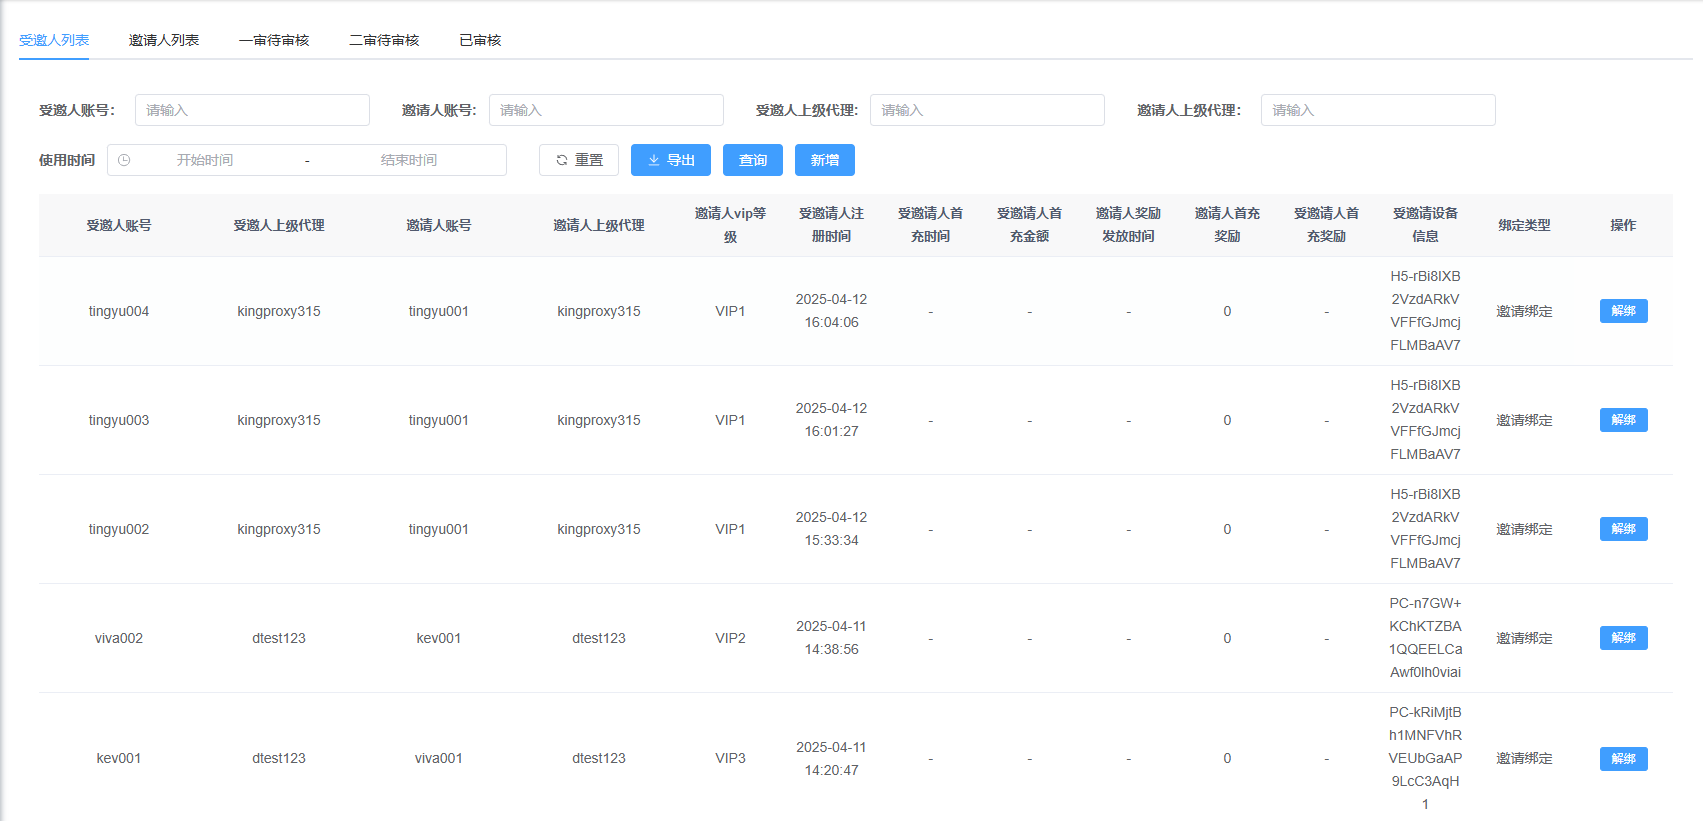 受邀人列表 邀请人列表 一审待审核 二审待审核 已审核
受邀人账号： 请输入 邀请人账号: 请输入 受邀人上级代理: 请输入 邀请人上级代理： 请输入
使用时间 开始时间 - 结束时间 重置 导出 查询 新增
受邀人账号 受邀人上级代理 邀请人账号 邀请人上级代理 邀请人vip等级 受邀请人注册时间 受邀请人首充时间 受邀请人首充金额 邀请人奖励发放时间 邀请人首充奖励 受邀请人首充奖励 受邀请设备信息 绑定类型 操作
tingyu004 kingproxy315 tingyu001 kingproxy315 VIP1 2025-04-12 16:04:06 - - - 0 - H5-rBi8IXB2VzdARkVVFFfGJmcjFLMBaAV7 邀请绑定 解绑
tingyu003 kingproxy315 tingyu001 kingproxy315 VIP1 2025-04-12 16:01:27 - - - 0 - H5-rBi8IXB2VzdARkVVFFfGJmcjFLMBaAV7 邀请绑定 解绑
tingyu002 kingproxy315 tingyu001 kingproxy315 VIP1 2025-04-12 15:33:34 - - - 0 - H5-rBi8IXB2VzdARkVVFFfGJmcjFLMBaAV7 邀请绑定 解绑
viva002 dtest123 kev001 dtest123 VIP2 2025-04-11 14:38:56 - - - 0 - PC-n7GW+KChKTZBA1QQEELCaAwf0lh0viai 邀请绑定 解绑
kev001 dtest123 viva001 dtest123 VIP3 2025-04-11 14:20:47 - - - 0 - PC-kRiMjtBh1MNFVhRVEUbGaAP9LcC3AqH1 邀请绑定 解绑